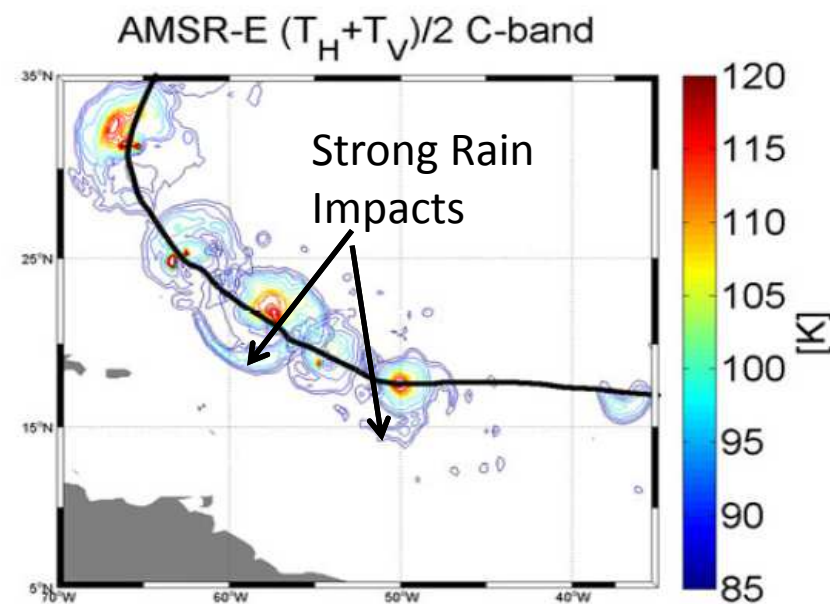 AMSR-E (T_H+T_V)/2 C-band
35°N
25°N
15°N
5°N
70°W
60°W
50°W
40°W
Strong Rain
Impacts
120
115
110
105
100
95
90
85
[K]